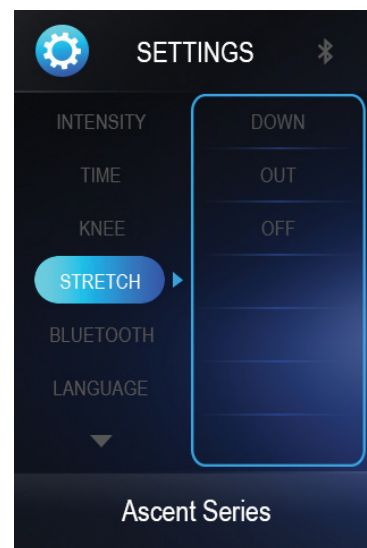 SETTINGS
INTENSITY
TIME
KNEE
STRETCH
BLUETOOTH
LANGUAGE
DOWN
OUT
OFF
Ascent Series